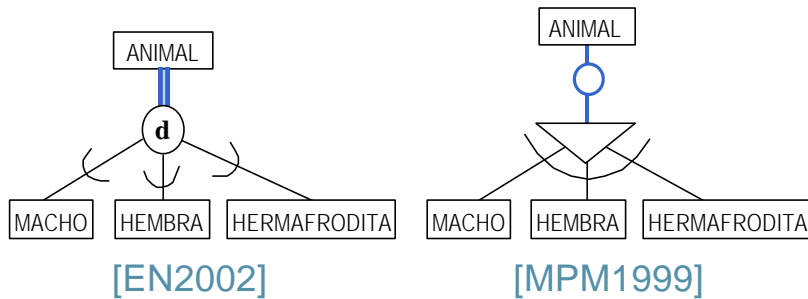 ANIMAL
d
MACHO HEMBRA HERMAFRODITA
[EN2002]
ANIMAL
MACHO HEMBRA HERMAFRODITA
[MPM1999]